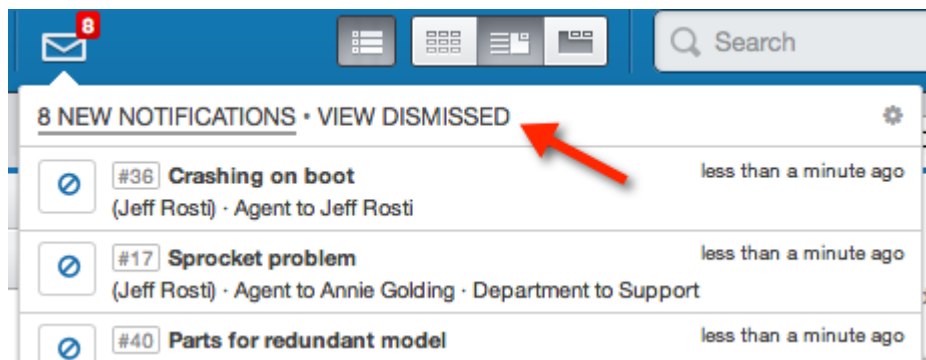 8
Search
8 NEW NOTIFICATIONS • VIEW DISMISSED
#36 Crashing on boot less than a minute ago
(Jeff Rosti) · Agent to Jeff Rosti
#17 Sprocket problem less than a minute ago
(Jeff Rosti) · Agent to Annie Golding · Department to Support
#40 Parts for redundant model less than a minute ago